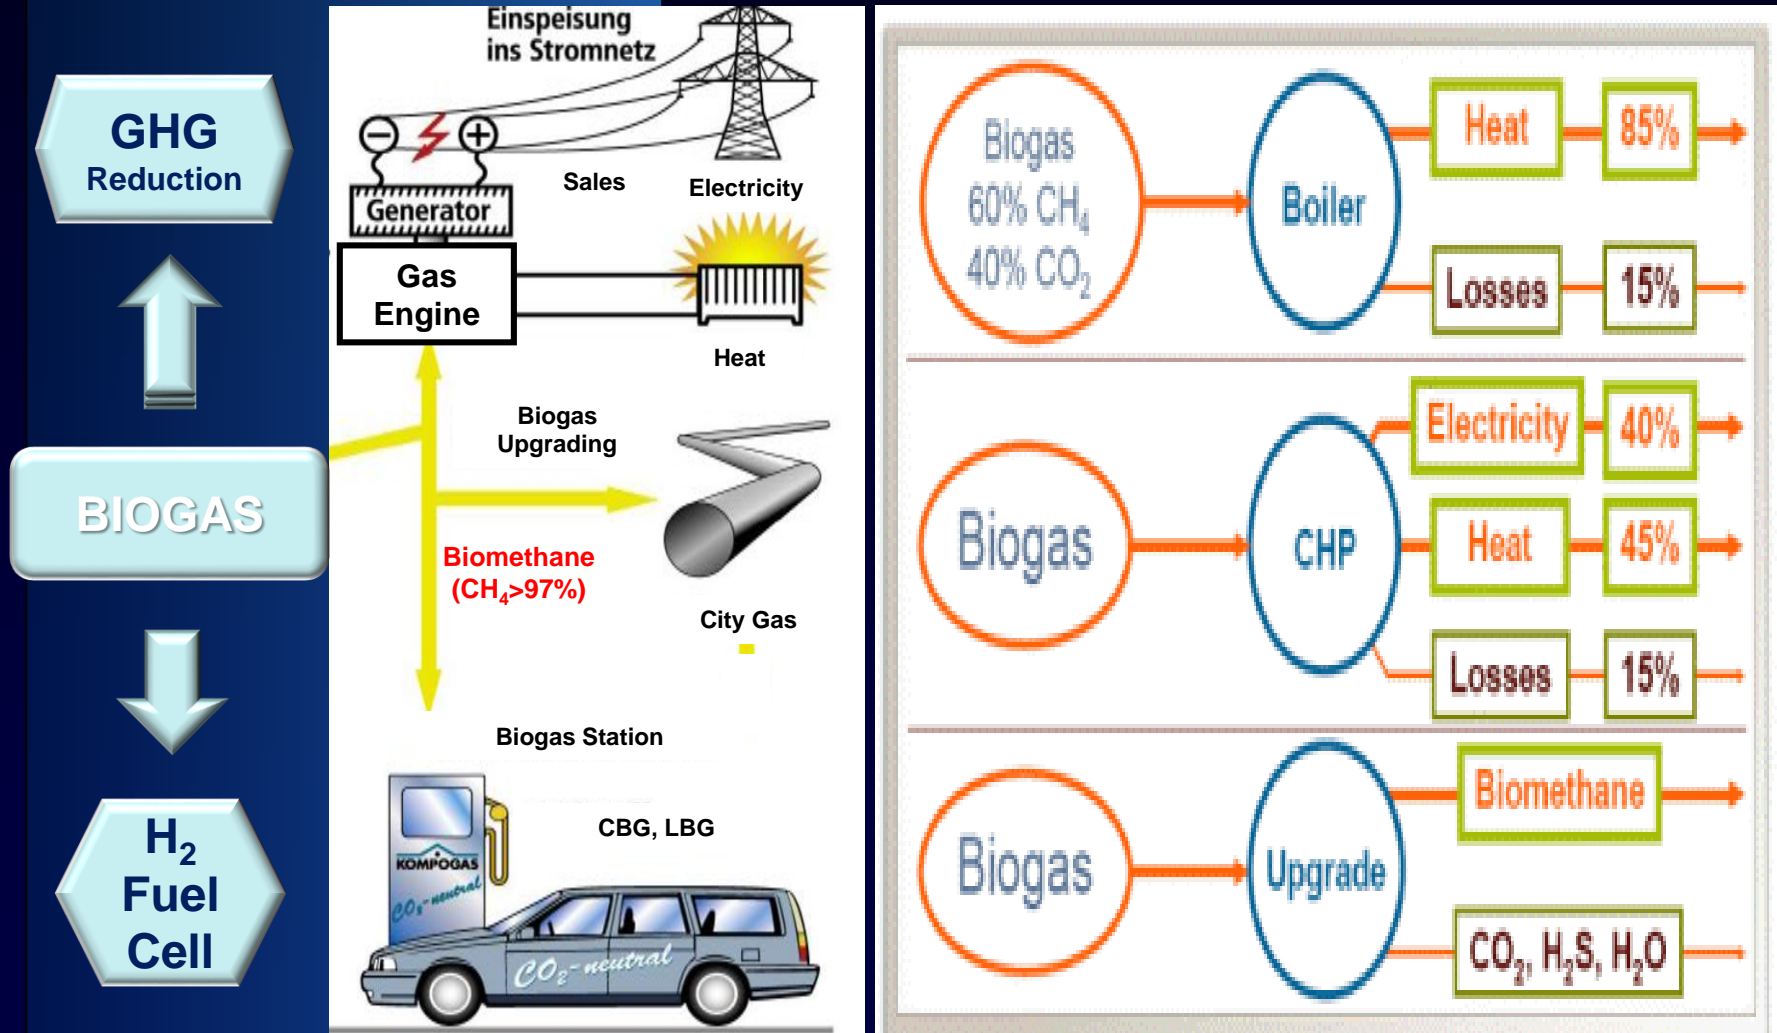 GHG
Reduction
BIOGAS
H₂
Fuel
Cell
Einspeisung
ins Stromnetz
− +
Generator
Sales
Electricity
Gas
Engine
Heat
Biogas
Upgrading
Biomethane
(CH₄>97%)
City Gas
Biogas Station
CBG, LBG
KOMPOGAS
CO₂-neutral
CO₂-neutral
Biogas
60% CH₄
40% CO₂
Boiler
Heat
85%
Losses
15%
Biogas
CHP
Electricity
40%
Heat
45%
Losses
15%
Biogas
Upgrade
Biomethane
CO₂, H₂S, H₂O